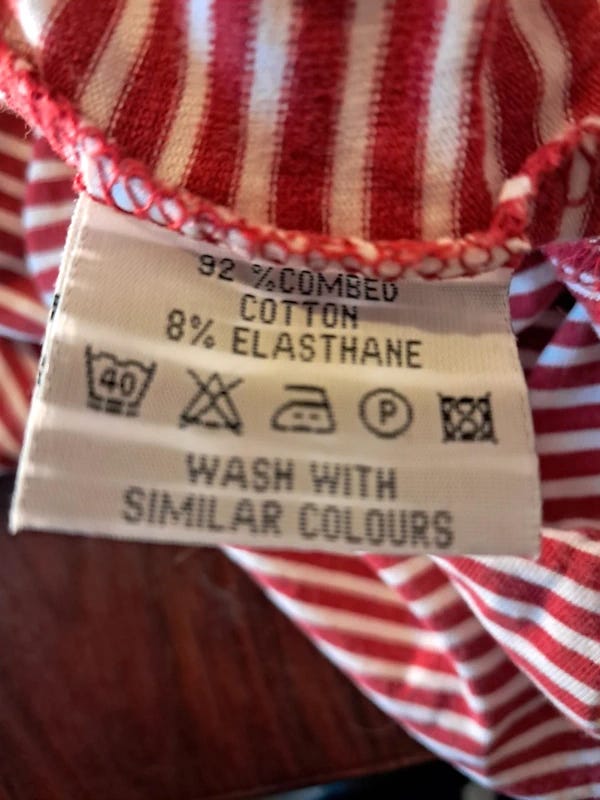 92 %COMBED
COTTON
8% ELASTHANE
40 P
WASH WITH
SIMILAR COLOURS